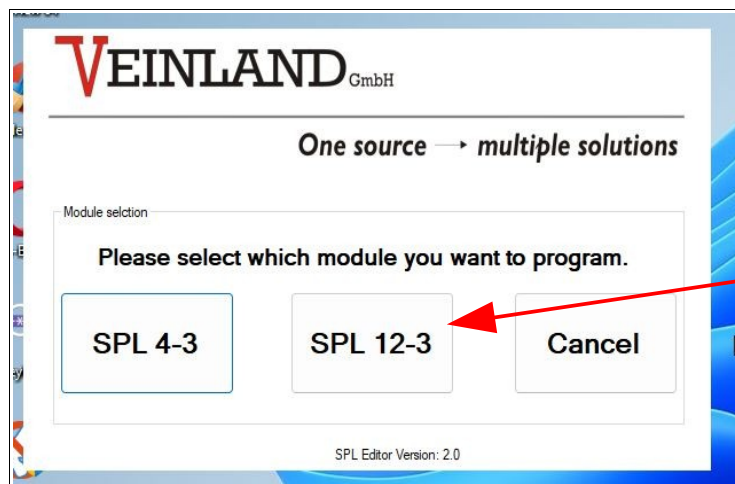 VEINLAND GmbH
One source → multiple solutions
Module selction
Please select which module you want to program.
SPL 4-3 SPL 12-3 Cancel
SPL Editor Version: 2.0